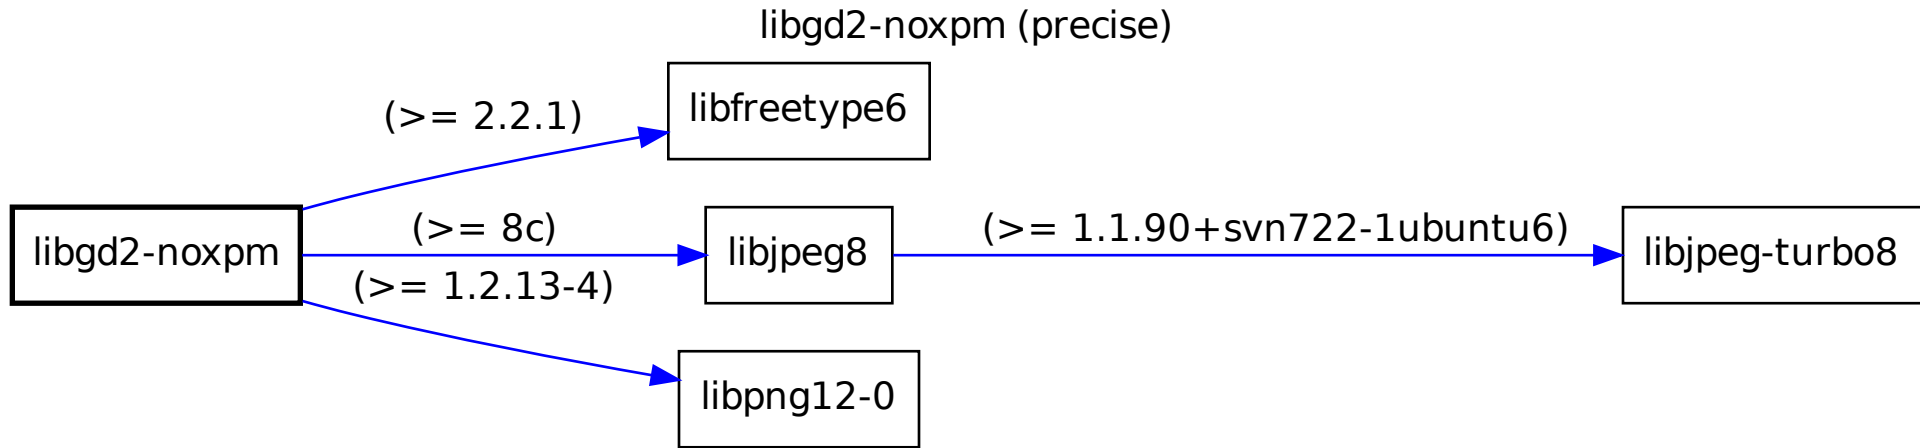 libgd2-noxpm (precise)
(>= 2.2.1)
libfreetype6
libgd2-noxpm
(>= 8c)
libjpeg8
(>= 1.1.90+svn722-1ubuntu6)
libjpeg-turbo8
(>= 1.2.13-4)
libpng12-0